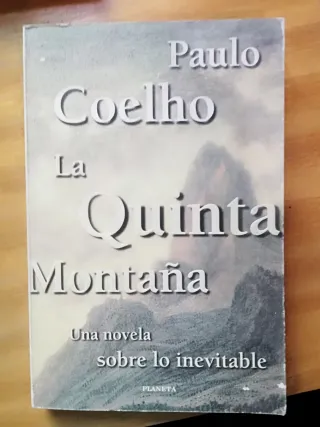 Paulo
Coelho
La
Quinta
Montaña
Una novela
sobre lo inevitable
PLANETA